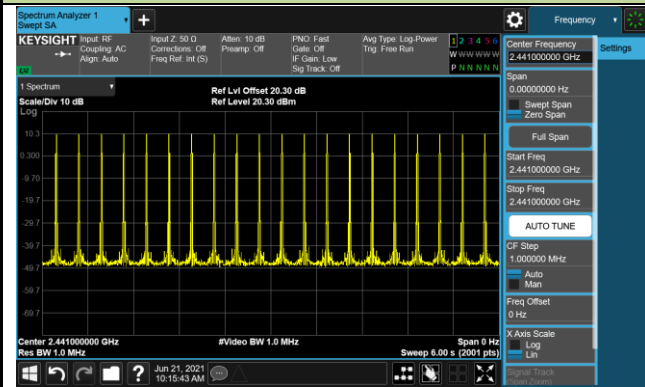 Spectrum Analyzer 1
Swept SA
Frequency
KEYSIGHT
Input: RF
Coupling: AC
Align: Auto
Input Z: 50 Ω
Corrections: Off
Freq Ref: Int (S)
Atten: 10 dB
Preamp: Off
PNO: Fast
Gate: Off
IF Gain: Low
Sig Track: Off
Avg Type: Log-Power
Trig: Free Run
1 2 3 4 5 6
W W W W W W
P N N N N N
1 Spectrum
Scale/Div 10 dB
Ref Lvl Offset 20.30 dB
Ref Level 20.30 dBm
Log
10.3
0.300
-9.70
-19.7
-29.7
-39.7
-49.7
-59.7
-69.7
Center 2.441000000 GHz
Res BW 1.0 MHz
#Video BW 1.0 MHz
Span 0 Hz
Sweep 6.00 s (2001 pts)
Jun 21, 2021
10:15:43 AM
Center Frequency
2.441000000 GHz
Settings
Span
0.00000000 Hz
Swept Span
Zero Span
Full Span
Start Freq
2.441000000 GHz
Stop Freq
2.441000000 GHz
AUTO TUNE
CF Step
1.000000 MHz
Auto
Man
Freq Offset
0 Hz
X Axis Scale
Log
Lin
Signal Track
(Span Zoom)